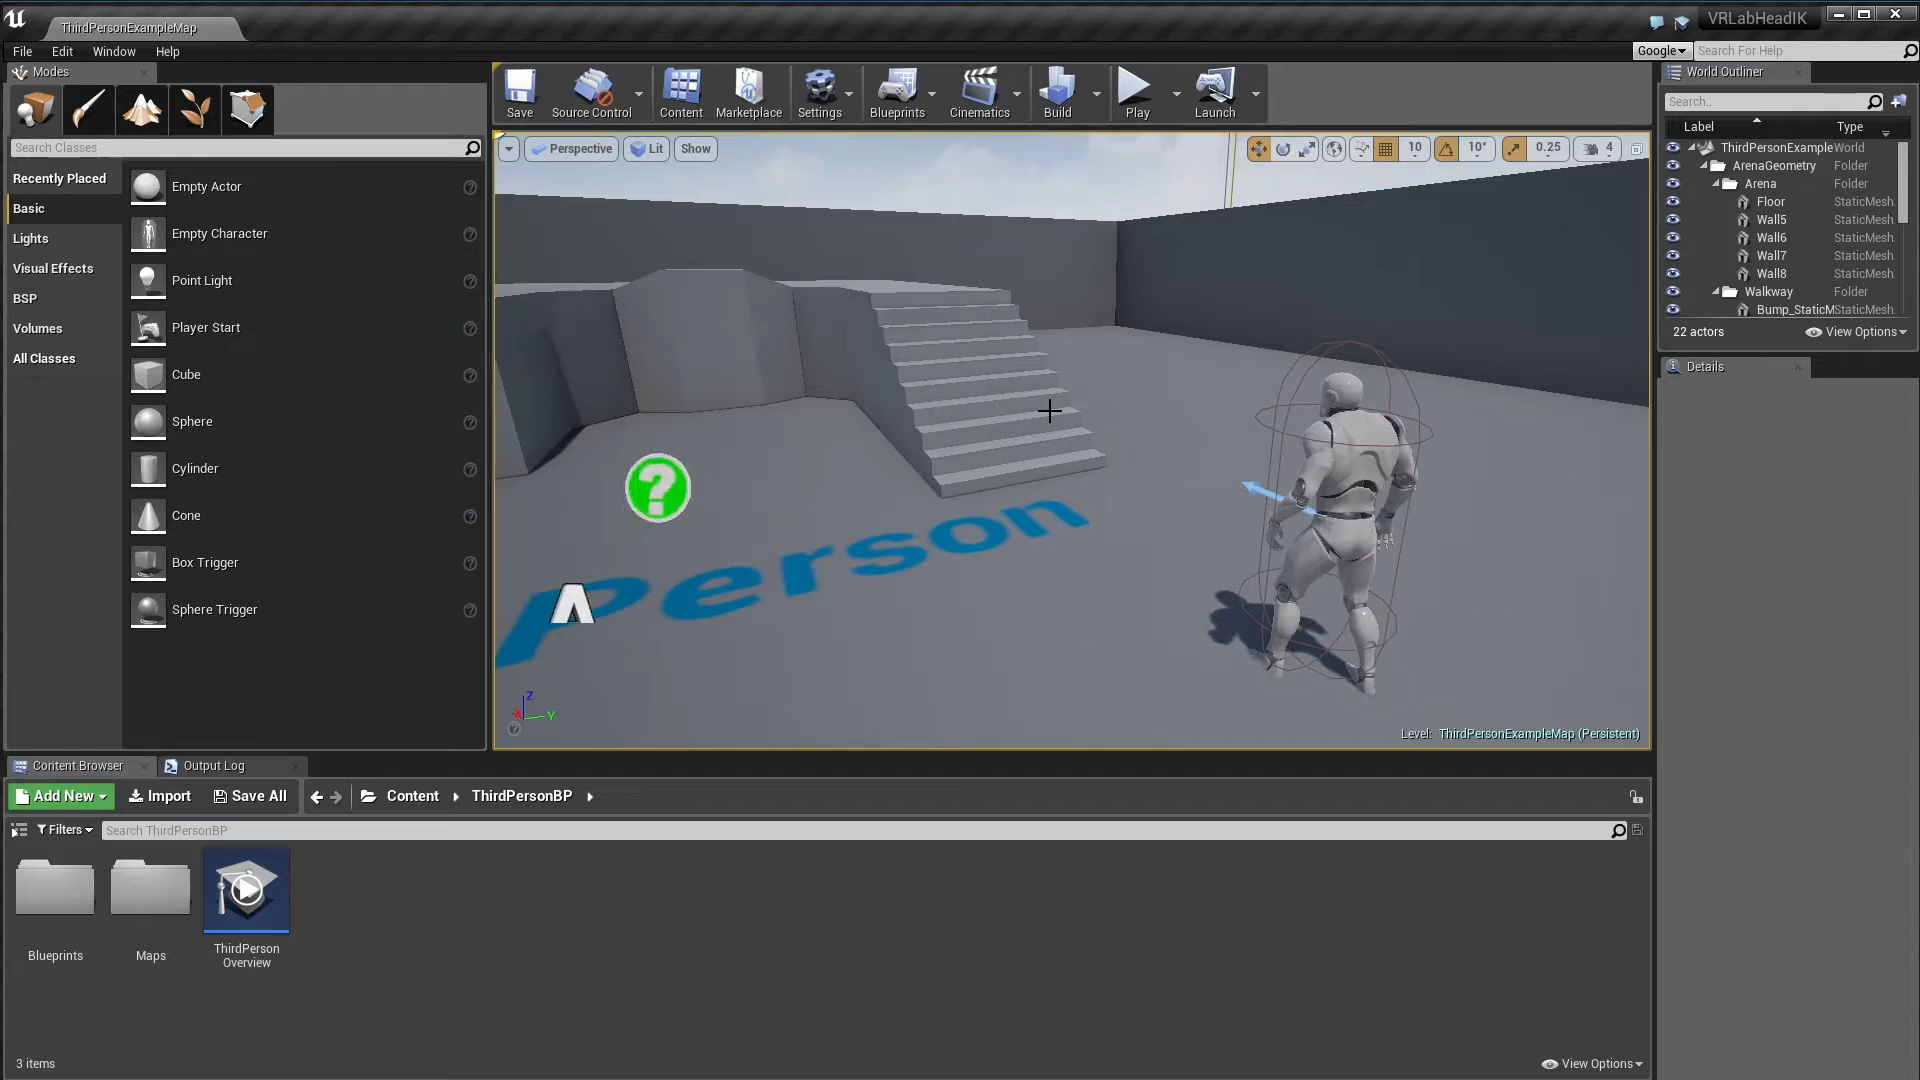 ThirdPersonExampleMap
VRLabHeadIK
File Edit Window Help
Google
Search For Help
Modes
Search Classes
Recently Placed
Basic
Lights
Visual Effects
BSP
Volumes
All Classes
Empty Actor
Empty Character
Point Light
Player Start
Cube
Sphere
Cylinder
Cone
Box Trigger
Sphere Trigger
Save
Source Control
Content
Marketplace
Settings
Blueprints
Cinematics
Build
Play
Launch
Perspective Lit Show
10 10° 0.25 4
Person
Z
X
Y
Level: ThirdPersonExampleMap (Persistent)
World Outliner
Search..
Label Type
ThirdPersonExample World
ArenaGeometry Folder
Arena Folder
Floor StaticMesh.
Wall5 StaticMesh.
Wall6 StaticMesh.
Wall7 StaticMesh.
Wall8 StaticMesh.
Walkway Folder
Bump_StaticM StaticMesh.
22 actors
View Options
Details
Content Browser
Output Log
Add New
Import
Save All
Content
ThirdPersonBP
Filters
Search ThirdPersonBP
Blueprints
Maps
ThirdPerson
Overview
3 items
View Options